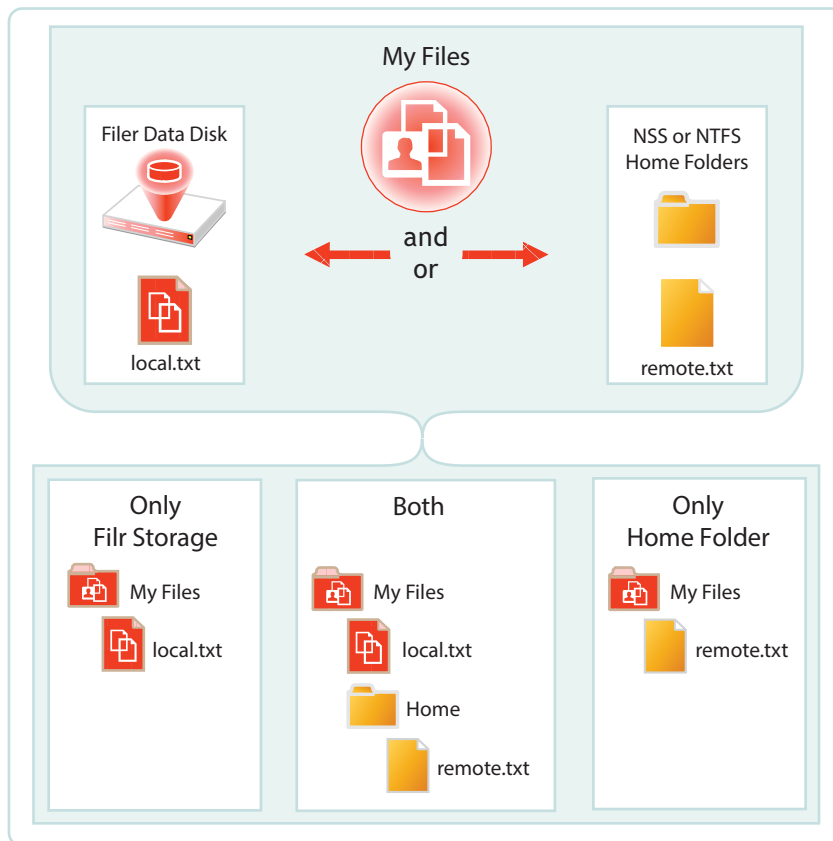 My Files
Filer Data Disk
local.txt
and
or
NSS or NTFS
Home Folders
remote.txt
Only
Filr Storage
My Files
local.txt
Both
My Files
local.txt
Home
remote.txt
Only
Home Folder
My Files
remote.txt